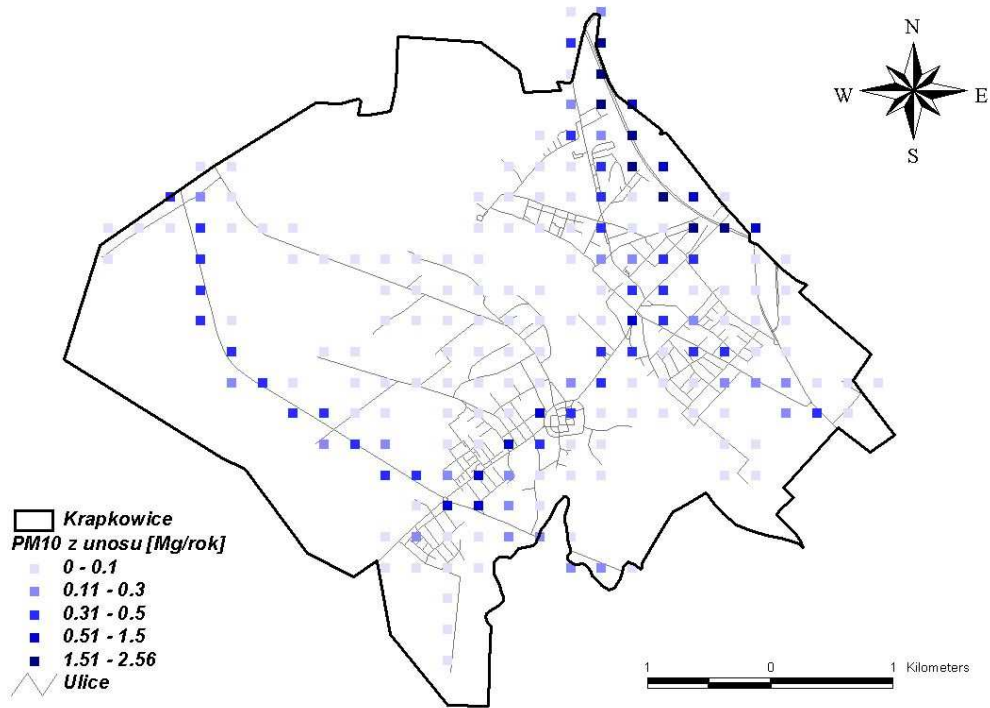 N
W E
S
Krapkowice
PM10 z unosu [Mg/rok]
0 - 0.1
0.11 - 0.3
0.31 - 0.5
0.51 - 1.5
1.51 - 2.56
Ulice
1 0 1 Kilometers